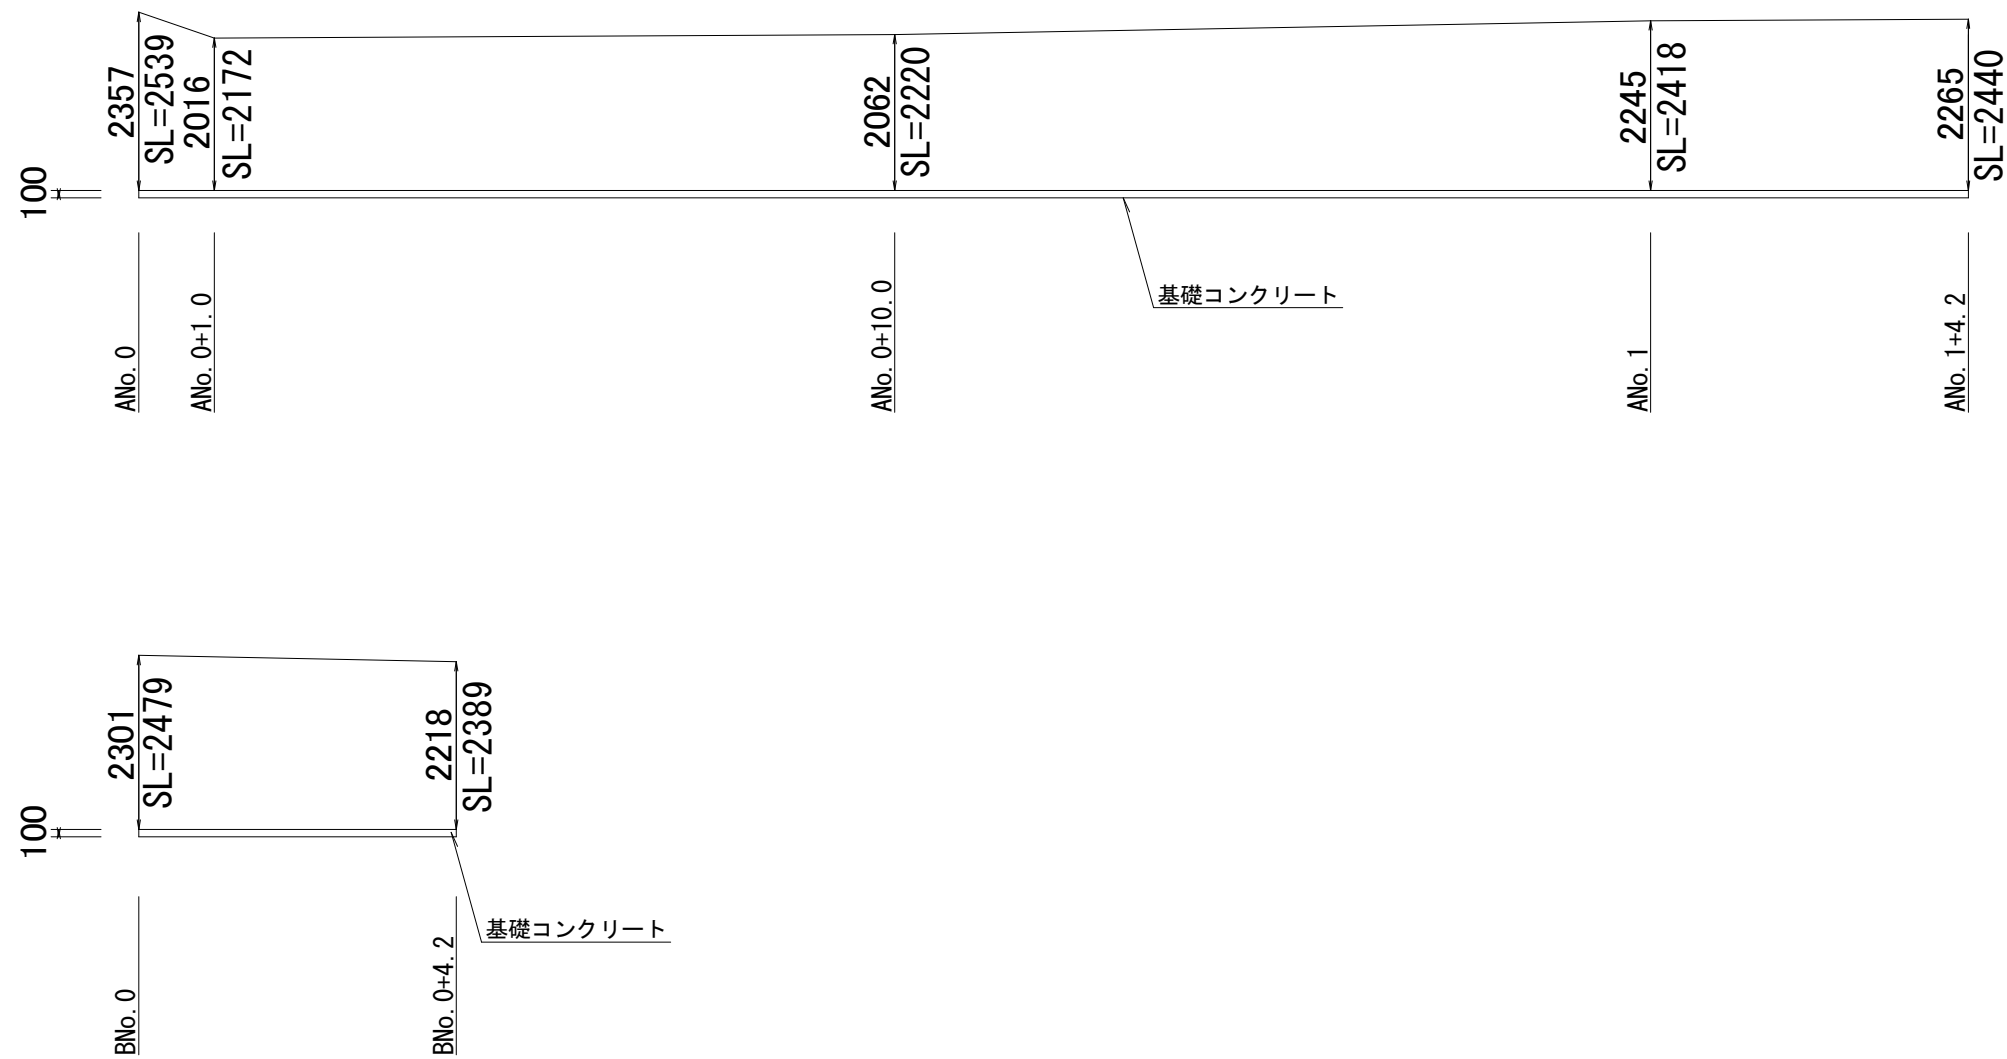 2357
SL=2539
2016
SL=2172
2062
SL=2220
2245
SL=2418
2265
SL=2440
100
基礎コンクリート
ANo. 0
ANo. 0+1. 0
ANo. 0+10. 0
ANo. 1
ANo. 1+4. 2
2301
SL=2479
2218
SL=2389
100
基礎コンクリート
BNo. 0
BNo. 0+4. 2